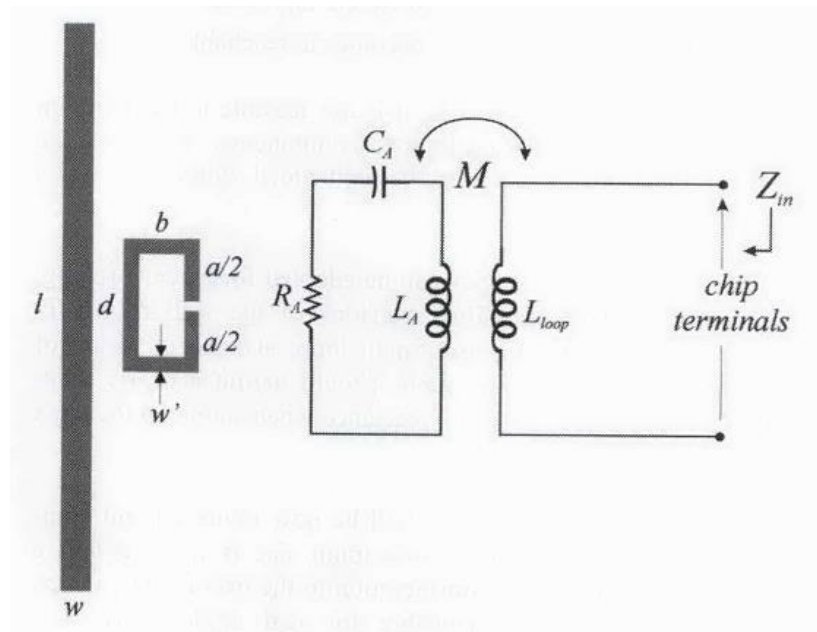 C_A
M
Z_in
b
a/2
l
d
R_A
L_A
L_loop
chip
terminals
a/2
w'
w